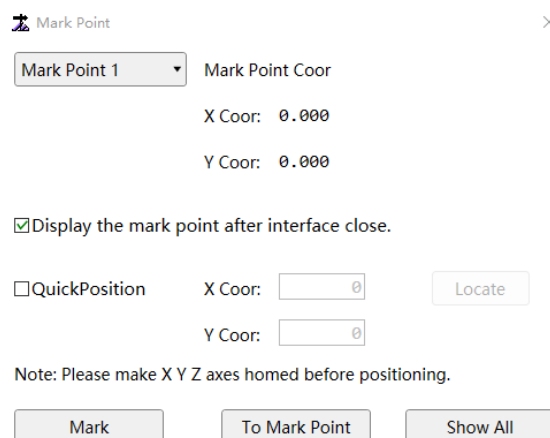 Mark Point
Mark Point 1 Mark Point Coor
X Coor: 0.000
Y Coor: 0.000
Display the mark point after interface close.
QuickPosition X Coor: 0 Locate
Y Coor: 0
Note: Please make X Y Z axes homed before positioning.
Mark To Mark Point Show All